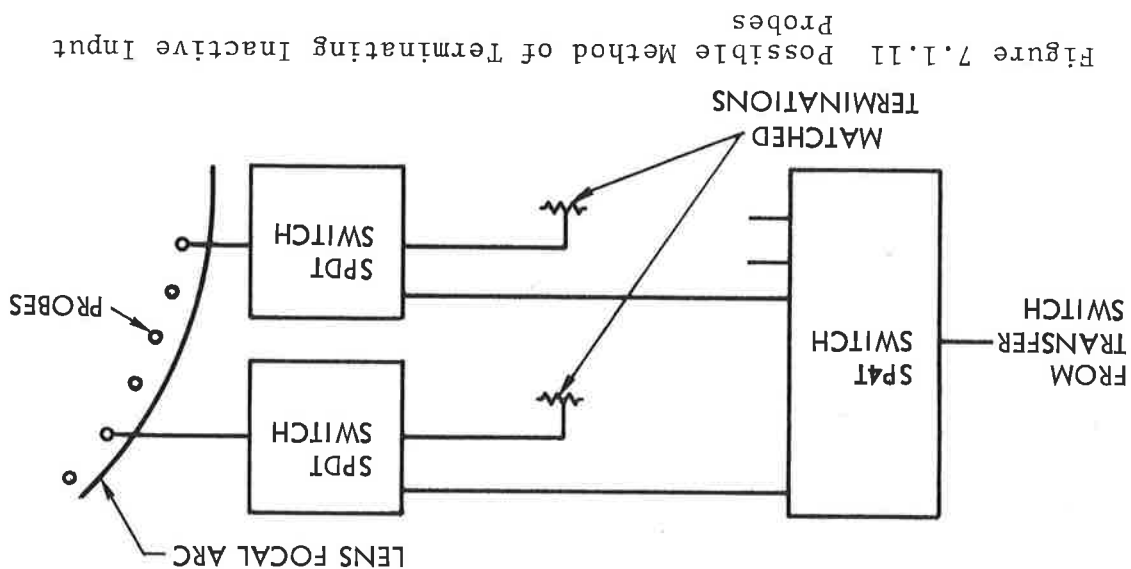 LENS FOCAL ARC
SPDT
SWITCH
FROM
TRANSFER
SWITCH
SP4T
SWITCH
PROBES
SPDT
SWITCH
MATCHED
TERMINATIONS
Figure 7.1.11 Possible Method of Terminating Inactive Input
Probes